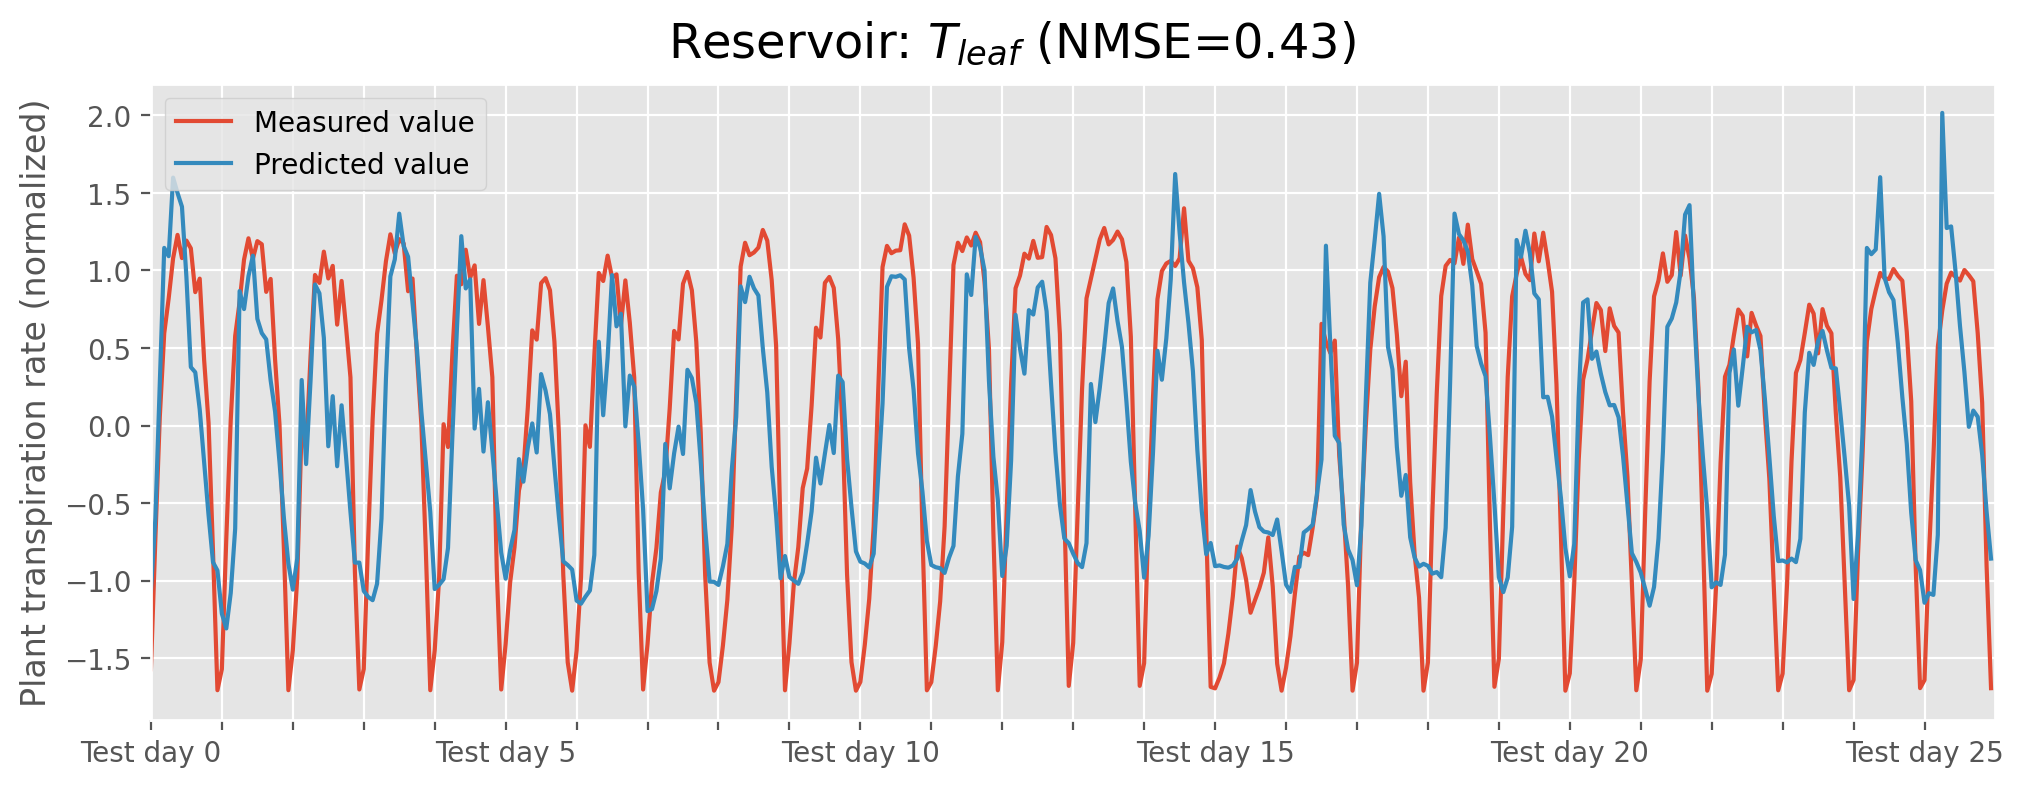 Reservoir: T_leaf (NMSE=0.43)
Plant transpiration rate (normalized)
Measured value
Predicted value
2.0
1.5
1.0
0.5
0.0
−0.5
−1.0
−1.5
Test day 0 Test day 5 Test day 10 Test day 15 Test day 20 Test day 25